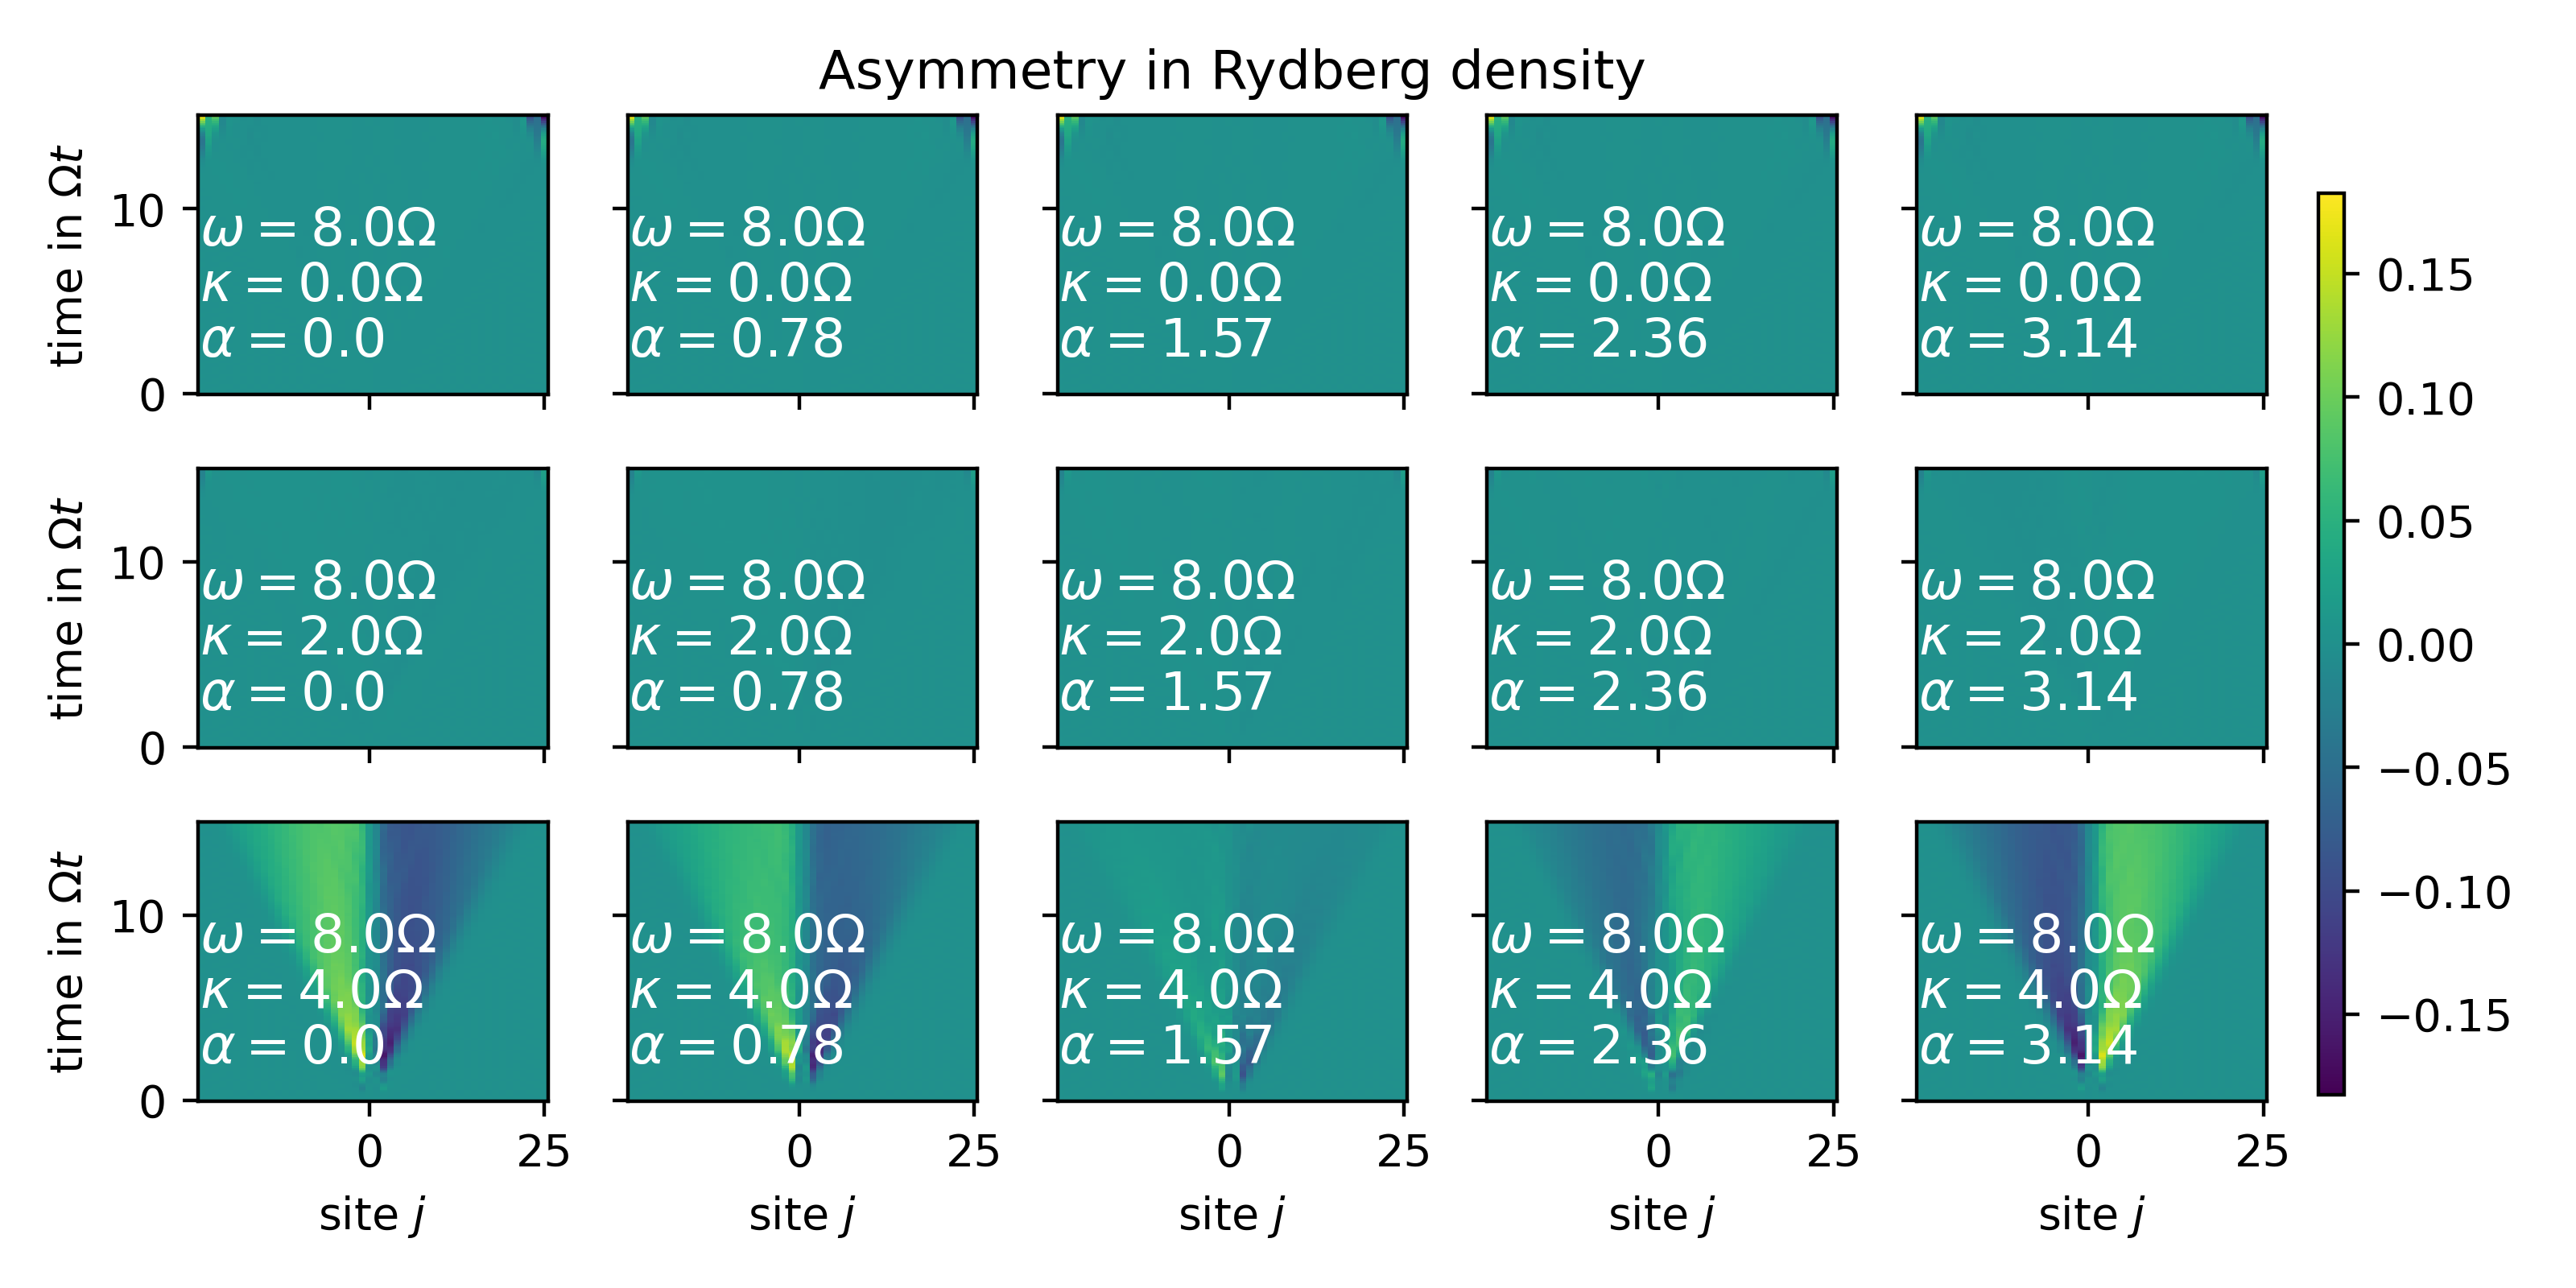 Asymmetry in Rydberg density
time in Ωt
10
0
ω = 8.0Ω
κ = 0.0Ω
α = 0.0
ω = 8.0Ω
κ = 0.0Ω
α = 0.78
ω = 8.0Ω
κ = 0.0Ω
α = 1.57
ω = 8.0Ω
κ = 0.0Ω
α = 2.36
ω = 8.0Ω
κ = 0.0Ω
α = 3.14
time in Ωt
10
0
ω = 8.0Ω
κ = 2.0Ω
α = 0.0
ω = 8.0Ω
κ = 2.0Ω
α = 0.78
ω = 8.0Ω
κ = 2.0Ω
α = 1.57
ω = 8.0Ω
κ = 2.0Ω
α = 2.36
ω = 8.0Ω
κ = 2.0Ω
α = 3.14
time in Ωt
10
0
ω = 8.0Ω
κ = 4.0Ω
α = 0.0
ω = 8.0Ω
κ = 4.0Ω
α = 0.78
ω = 8.0Ω
κ = 4.0Ω
α = 1.57
ω = 8.0Ω
κ = 4.0Ω
α = 2.36
ω = 8.0Ω
κ = 4.0Ω
α = 3.14
0 25
site j
0 25
site j
0 25
site j
0 25
site j
0 25
site j
0.15
0.10
0.05
0.00
−0.05
−0.10
−0.15